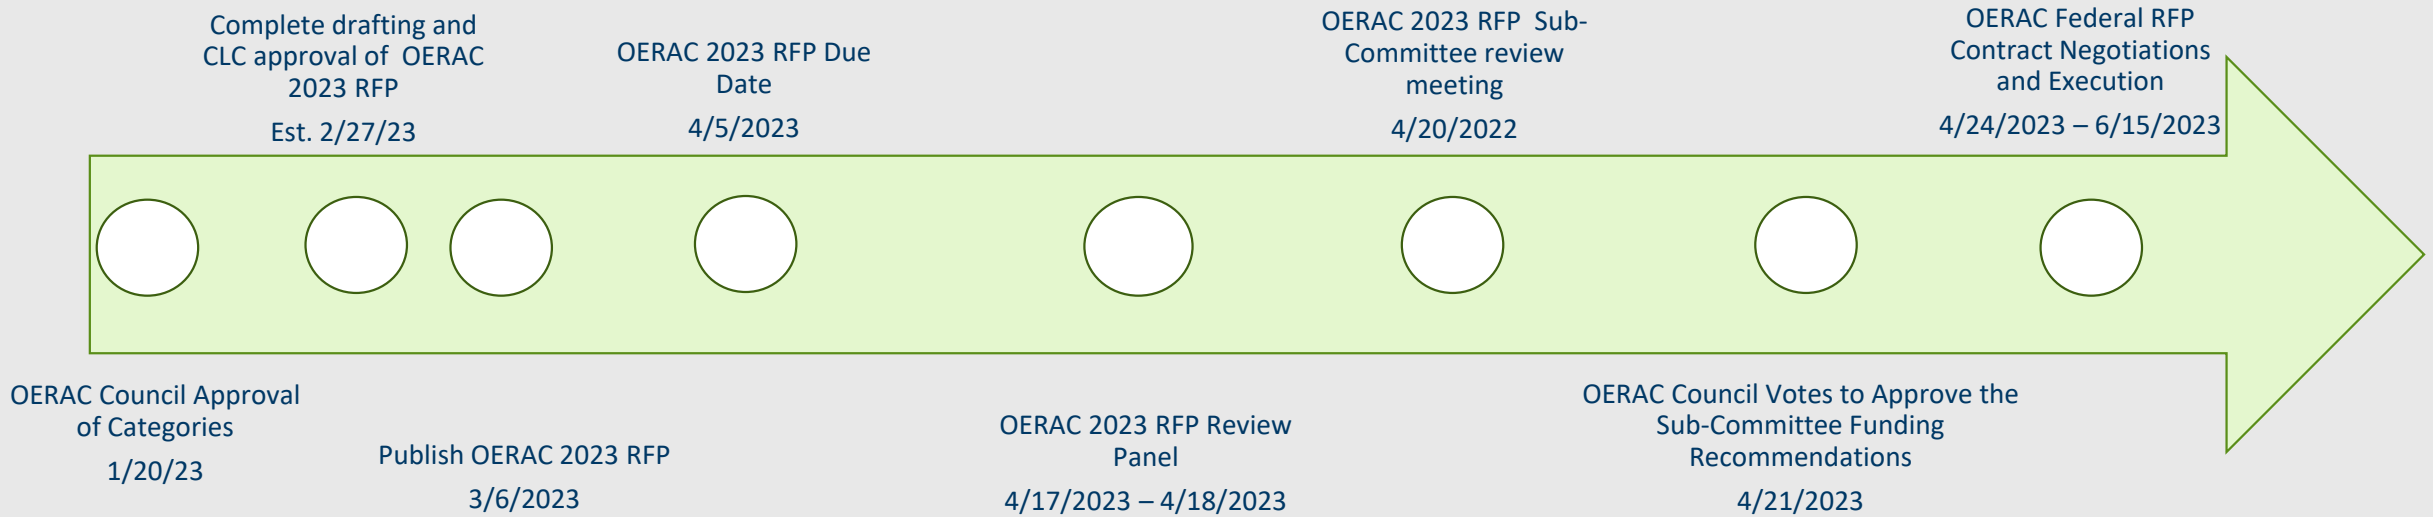 Complete drafting and
CLC approval of OERAC
2023 RFP
Est. 2/27/23
OERAC 2023 RFP Due
Date
4/5/2023
OERAC 2023 RFP Sub-
Committee review
meeting
4/20/2022
OERAC Federal RFP
Contract Negotiations
and Execution
4/24/2023 – 6/15/2023
OERAC Council Approval
of Categories
1/20/23
Publish OERAC 2023 RFP
3/6/2023
OERAC 2023 RFP Review
Panel
4/17/2023 – 4/18/2023
OERAC Council Votes to Approve the
Sub-Committee Funding
Recommendations
4/21/2023